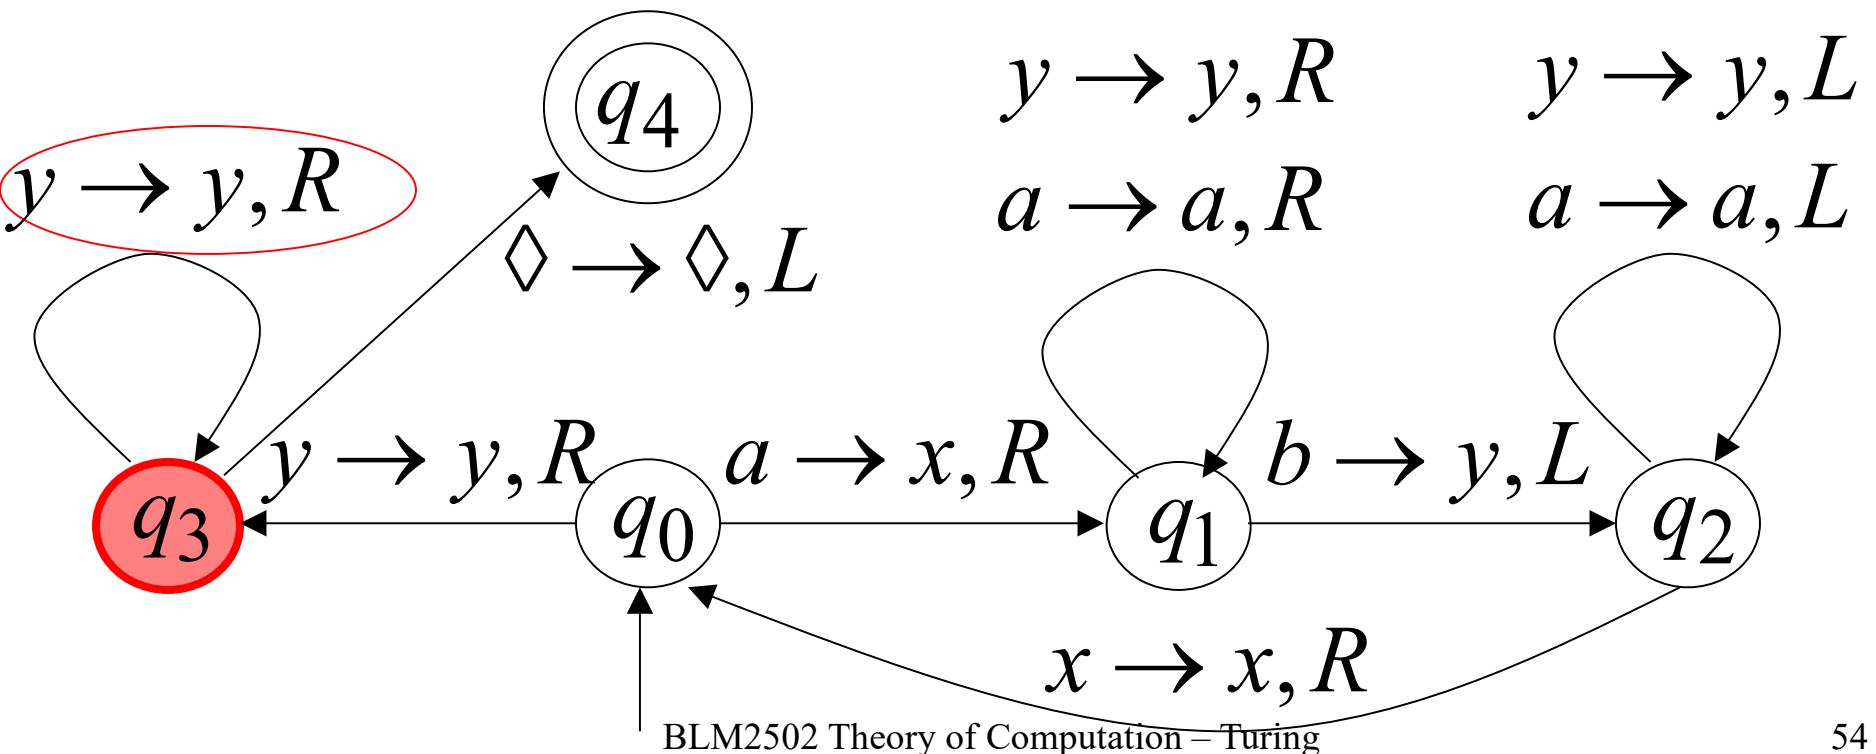 q₄
y → y, R
y → y, L
y → y, R
a → a, R
a → a, L
◊ → ◊, L
y → y, R
a → x, R
b → y, L
q₃
q₀
q₁
q₂
x → x, R
BLM2502 Theory of Computation – Turing
54